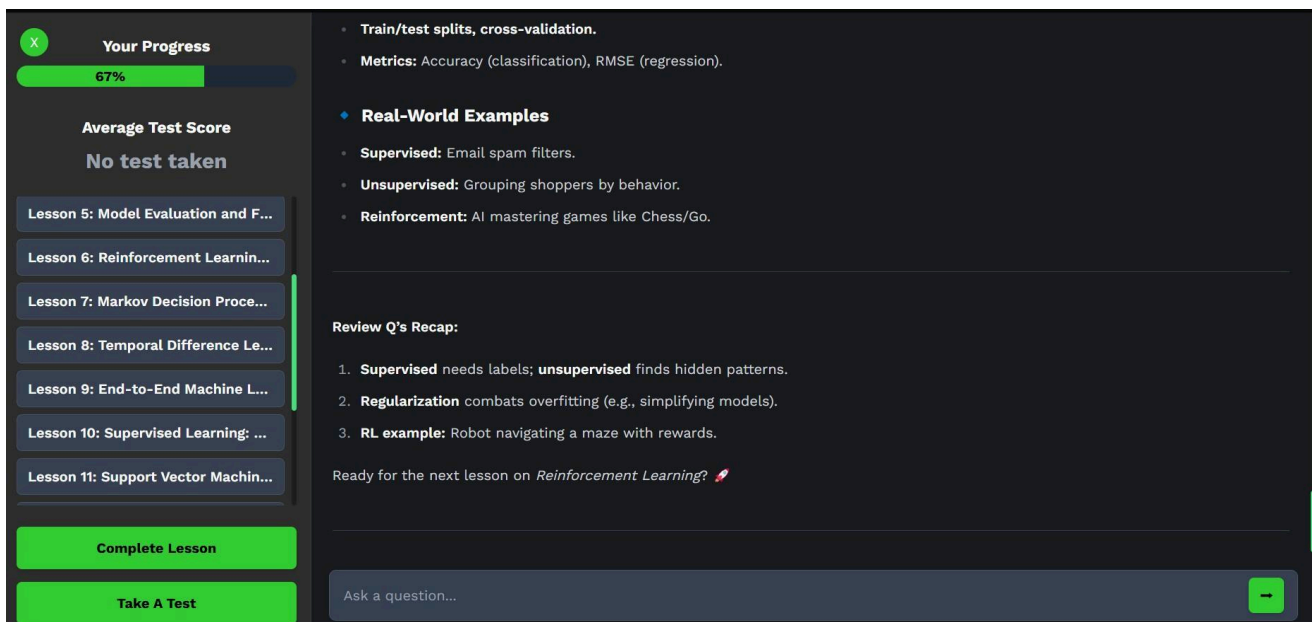 X
Your Progress
67%
Average Test Score
No test taken
Lesson 5: Model Evaluation and F...
Lesson 6: Reinforcement Learnin...
Lesson 7: Markov Decision Proce...
Lesson 8: Temporal Difference Le...
Lesson 9: End-to-End Machine L...
Lesson 10: Supervised Learning: ...
Lesson 11: Support Vector Machin...
Complete Lesson
Take A Test
Train/test splits, cross-validation.
Metrics: Accuracy (classification), RMSE (regression).
Real-World Examples
Supervised: Email spam filters.
Unsupervised: Grouping shoppers by behavior.
Reinforcement: AI mastering games like Chess/Go.
Review Q’s Recap:
1. Supervised needs labels; unsupervised finds hidden patterns.
2. Regularization combats overfitting (e.g., simplifying models).
3. RL example: Robot navigating a maze with rewards.
Ready for the next lesson on Reinforcement Learning? 🚀
Ask a question...